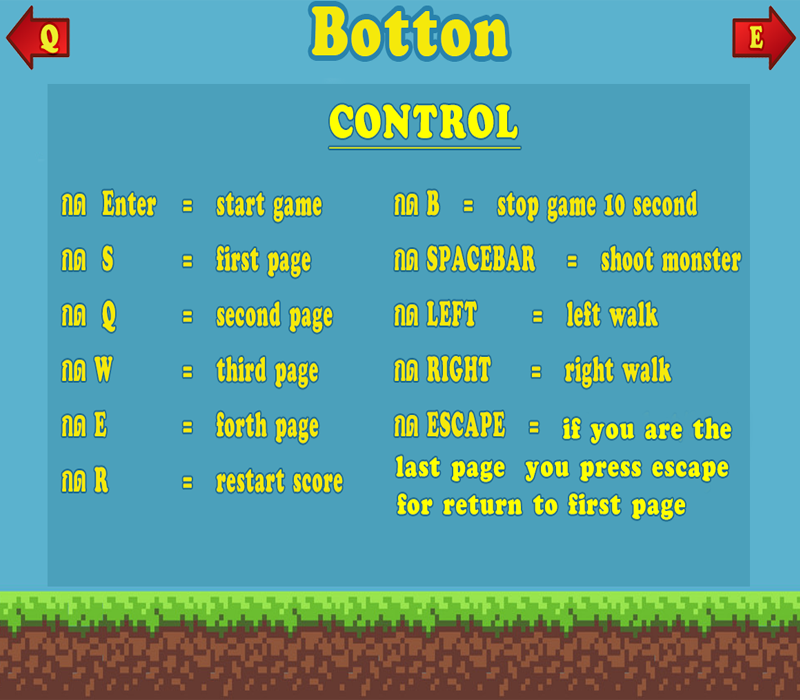 Q
Botton
E
CONTROL
กด Enter = start game
กด S = first page
กด Q = second page
กด W = third page
กด E = forth page
กด R = restart score
กด B = stop game 10 second
กด SPACEBAR = shoot monster
กด LEFT = left walk
กด RIGHT = right walk
กด ESCAPE = if you are the
last page you press escape
for return to first page